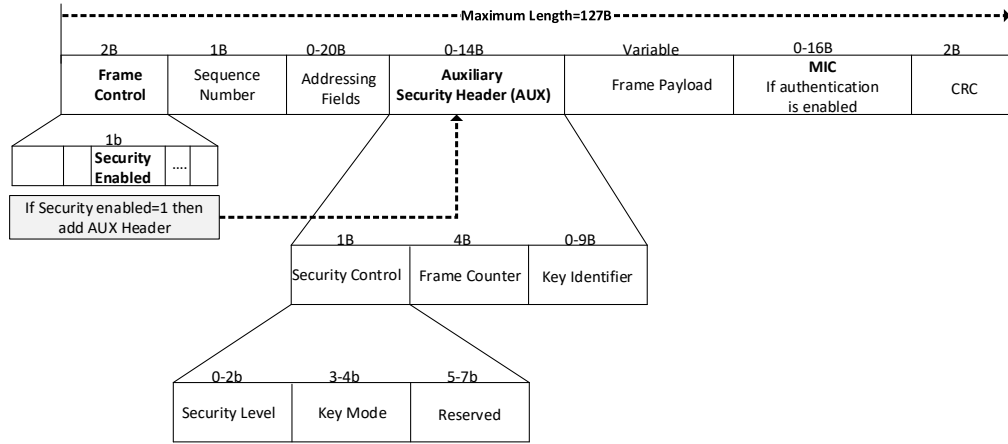 Maximum Length=127B
2B
1B
0-20B
0-14B
Variable
0-16B
2B
Frame
Control
Sequence
Number
Addressing
Fields
Auxiliary
Security Header (AUX)
Frame Payload
MIC
If authentication
is enabled
CRC
1b
Security
Enabled
....
If Security enabled=1 then
add AUX Header
1B
4B
0-9B
Security Control
Frame Counter
Key Identifier
0-2b
3-4b
5-7b
Security Level
Key Mode
Reserved